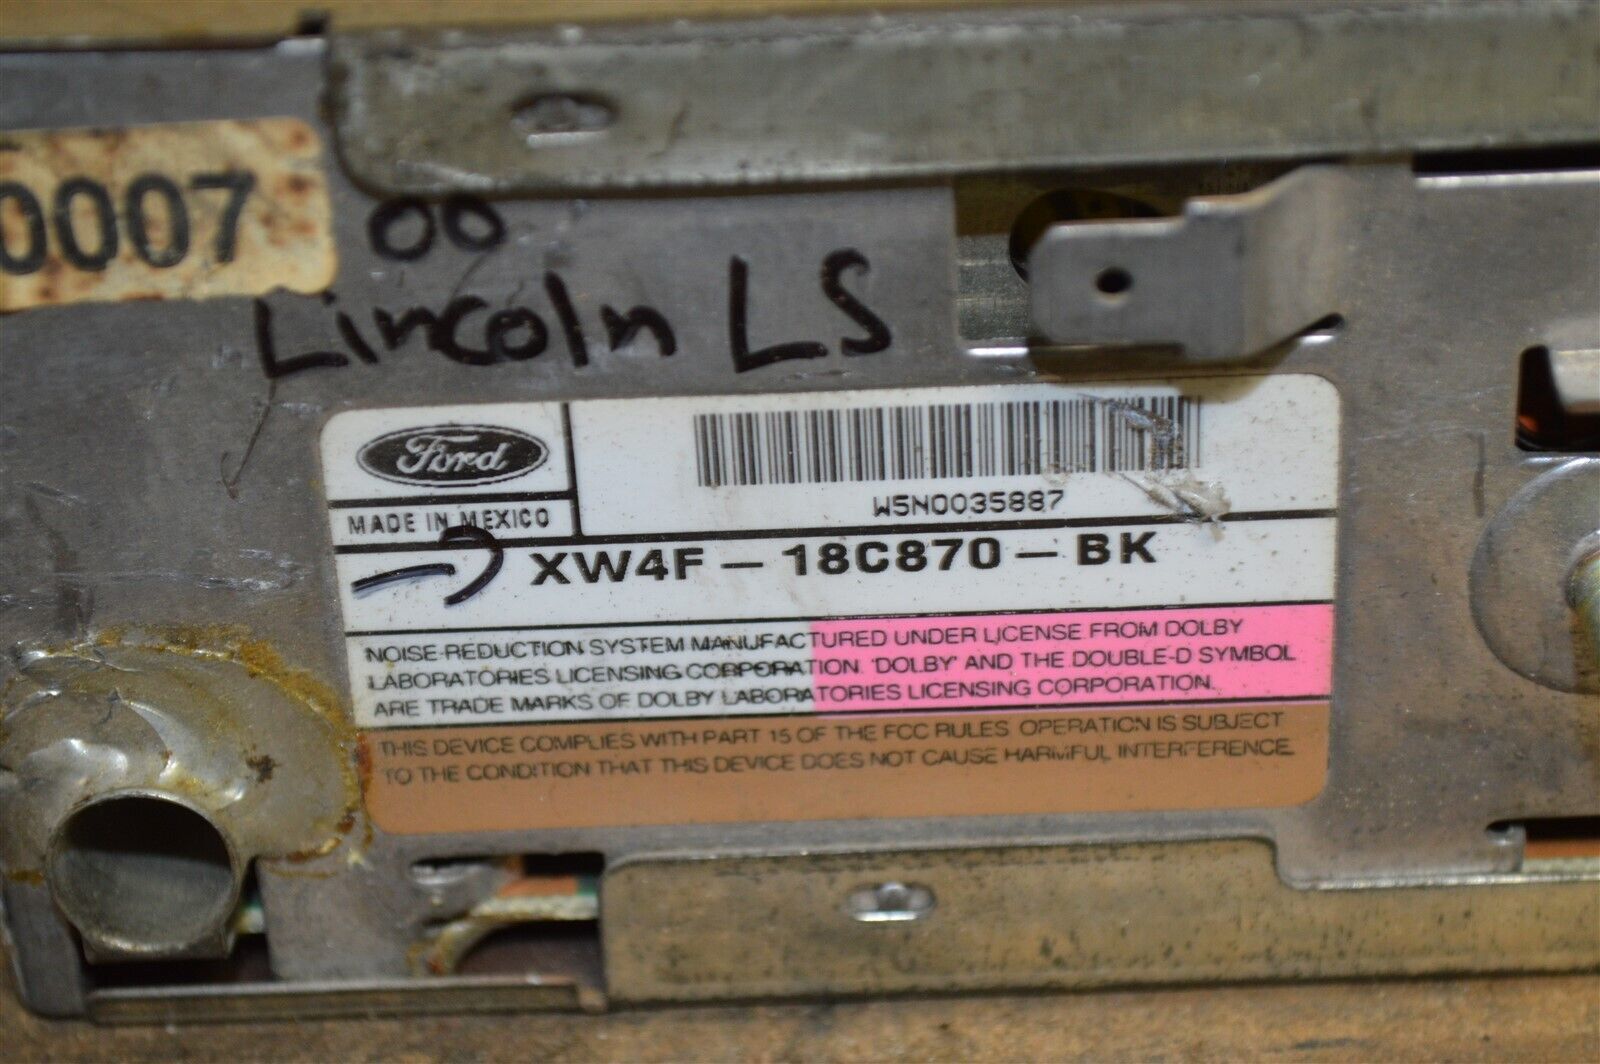 0007
00
Lincoln LS
Ford
MADE IN MEXICO
W5N0035887
XW4F - 18C870 - BK
NOISE-REDUCTION SYSTEM MANUFACTURED UNDER LICENSE FROM DOLBY
LABORATORIES LICENSING CORPORATION. 'DOLBY' AND THE DOUBLE-D SYMBOL
ARE TRADE MARKS OF DOLBY LABORATORIES LICENSING CORPORATION.
THIS DEVICE COMPLIES WITH PART 15 OF THE FCC RULES OPERATION IS SUBJECT
TO THE CONDITION THAT THIS DEVICE DOES NOT CAUSE HARMFUL INTERFERENCE.